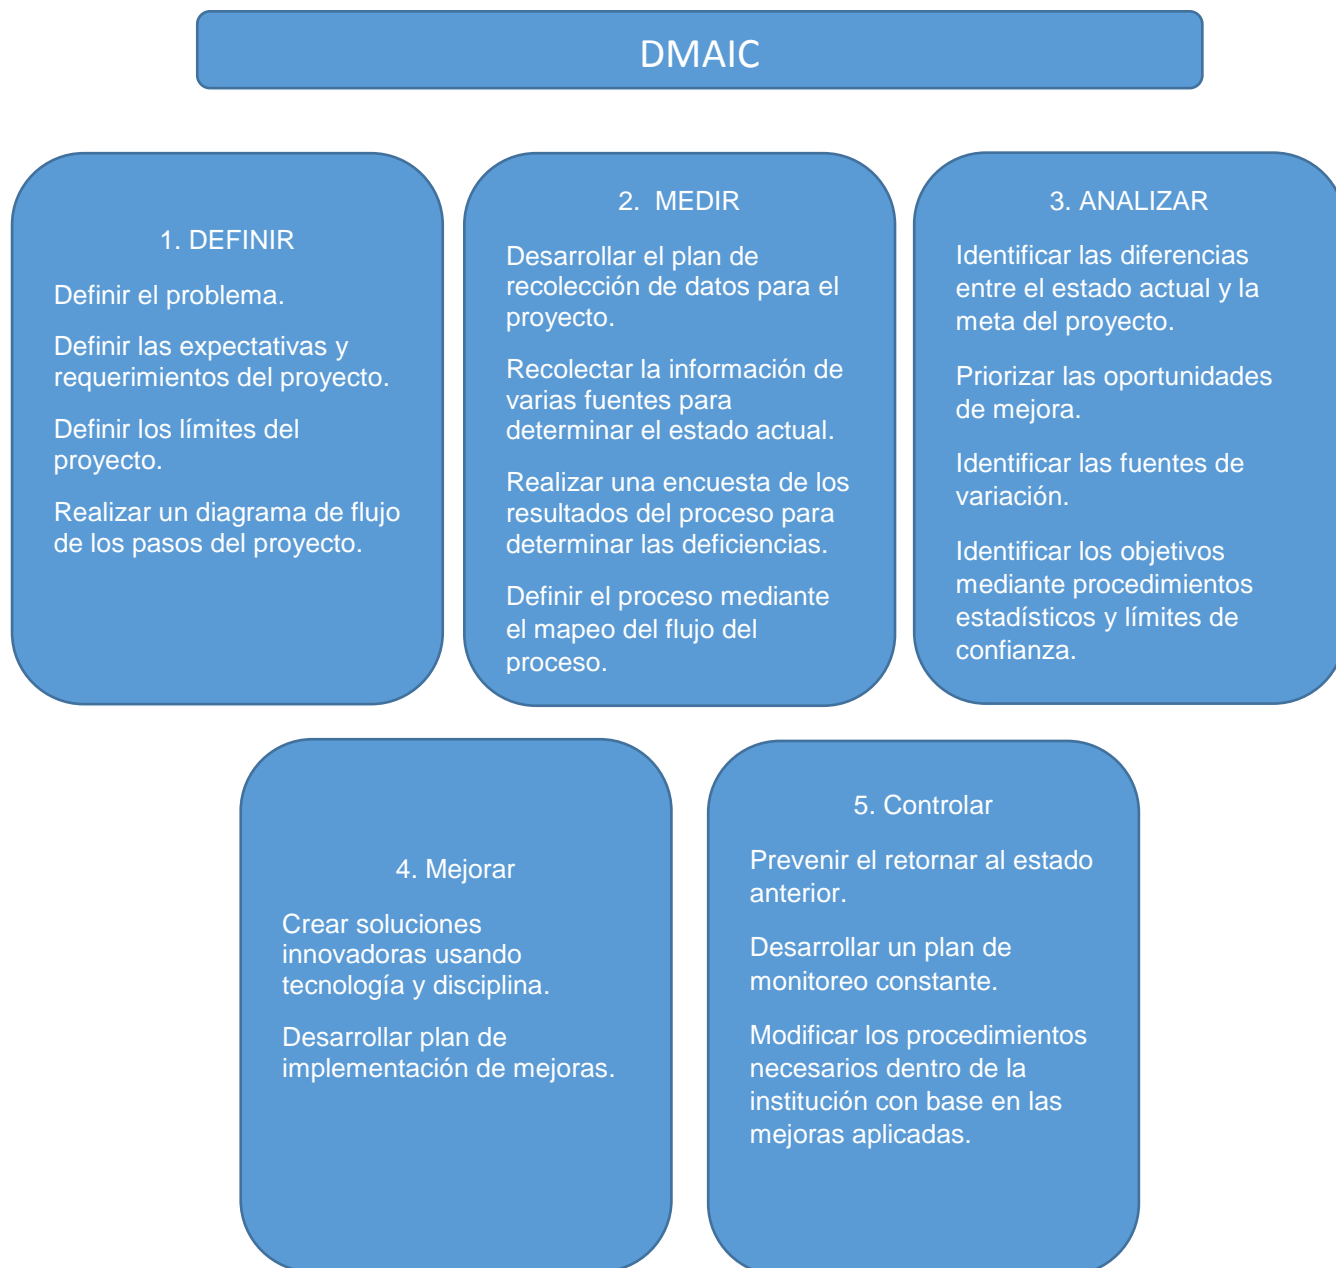 DMAIC
1. DEFINIR
Definir el problema.
Definir las expectativas y
requerimientos del proyecto.
Definir los límites del
proyecto.
Realizar un diagrama de flujo
de los pasos del proyecto.
2. MEDIR
Desarrollar el plan de
recolección de datos para el
proyecto.
Recolectar la información de
varias fuentes para
determinar el estado actual.
Realizar una encuesta de los
resultados del proceso para
determinar las deficiencias.
Definir el proceso mediante
el mapeo del flujo del
proceso.
3. ANALIZAR
Identificar las diferencias
entre el estado actual y la
meta del proyecto.
Priorizar las oportunidades
de mejora.
Identificar las fuentes de
variación.
Identificar los objetivos
mediante procedimientos
estadísticos y límites de
confianza.
4. Mejorar
Crear soluciones
innovadoras usando
tecnología y disciplina.
Desarrollar plan de
implementación de mejoras.
5. Controlar
Prevenir el retornar al estado
anterior.
Desarrollar un plan de
monitoreo constante.
Modificar los procedimientos
necesarios dentro de la
institución con base en las
mejoras aplicadas.